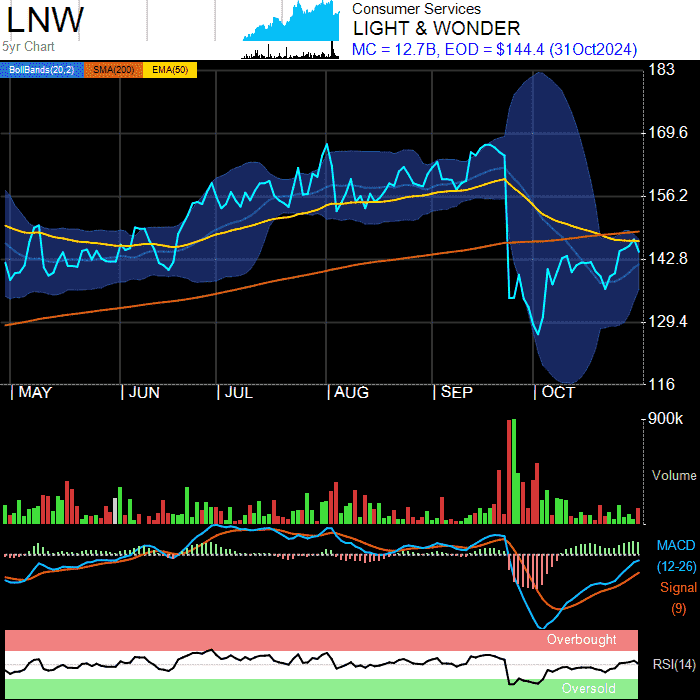 LNW
5yr Chart
Consumer Services
LIGHT & WONDER
MC = 12.7B, EOD = $144.4 (31Oct2024)
BollBands(20,2) SMA(200) EMA(50)
183
169.6
156.2
142.8
129.4
116
MAY JUN JUL AUG SEP OCT
900k
Volume
MACD
(12-26)
Signal
(9)
Overbought
RSI(14)
Oversold